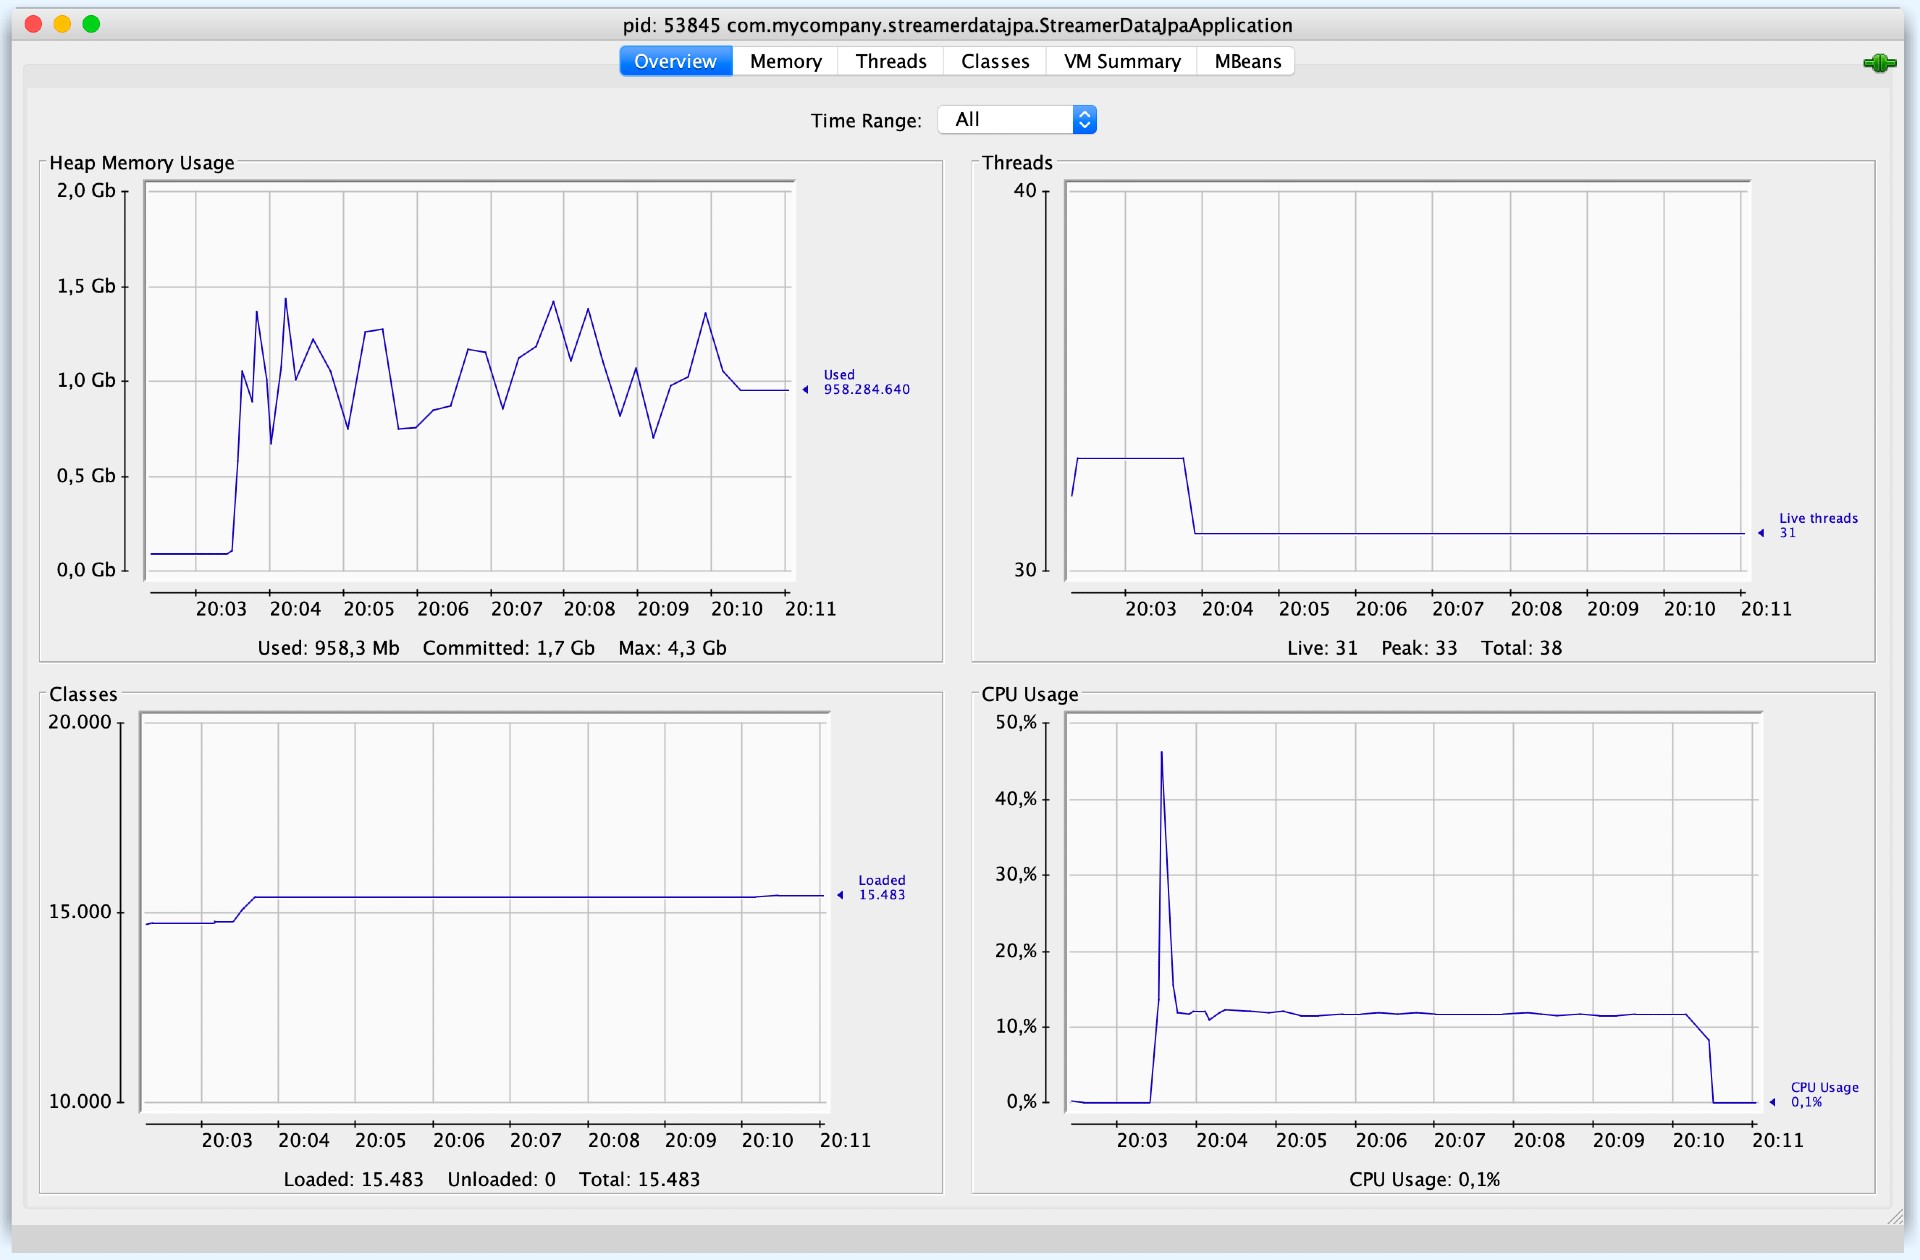 pid: 53845 com.mycompany.streamerdatajpa.StreamerDataJpaApplication
Overview Memory Threads Classes VM Summary MBeans
Time Range: All
Heap Memory Usage
2,0 Gb
1,5 Gb
1,0 Gb
0,5 Gb
0,0 Gb
Used
958.284.640
20:03 20:04 20:05 20:06 20:07 20:08 20:09 20:10 20:11
Used: 958,3 Mb Committed: 1,7 Gb Max: 4,3 Gb
Threads
40
30
Live threads
31
20:03 20:04 20:05 20:06 20:07 20:08 20:09 20:10 20:11
Live: 31 Peak: 33 Total: 38
Classes
20.000
15.000
10.000
Loaded
15.483
20:03 20:04 20:05 20:06 20:07 20:08 20:09 20:10 20:11
Loaded: 15.483 Unloaded: 0 Total: 15.483
CPU Usage
50,%
40,%
30,%
20,%
10,%
0,%
CPU Usage
0,1%
20:03 20:04 20:05 20:06 20:07 20:08 20:09 20:10 20:11
CPU Usage: 0,1%